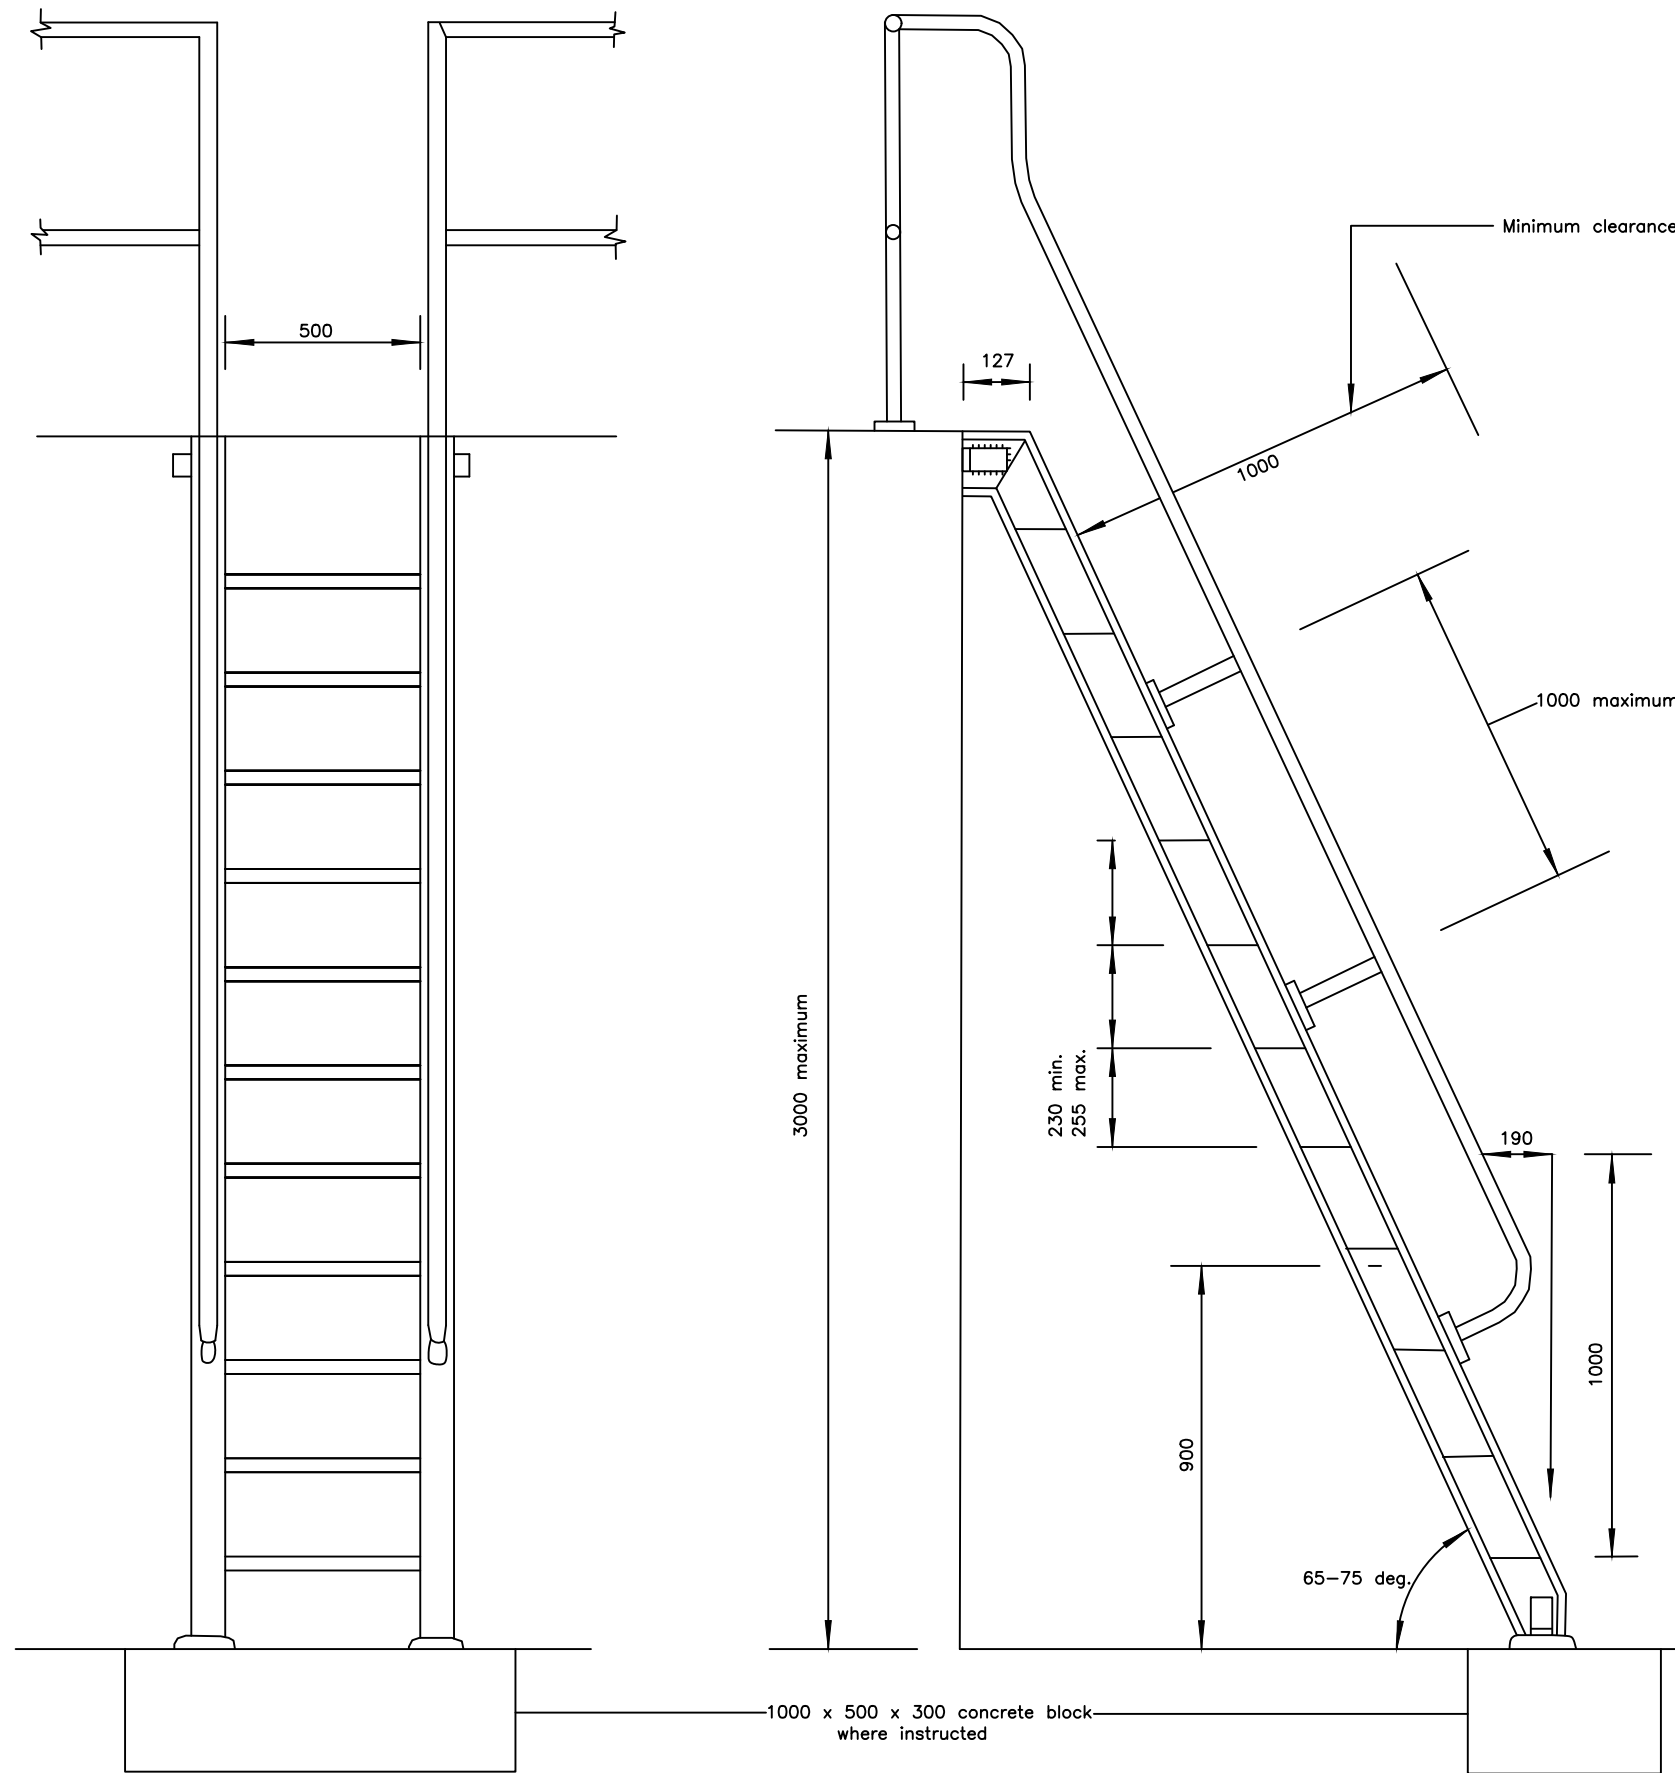 Minimum clearance
500
127
1000
1000 maximum
3000 maximum
230 min.
255 max.
190
1000
900
65-75 deg.
1000 x 500 x 300 concrete block
where instructed